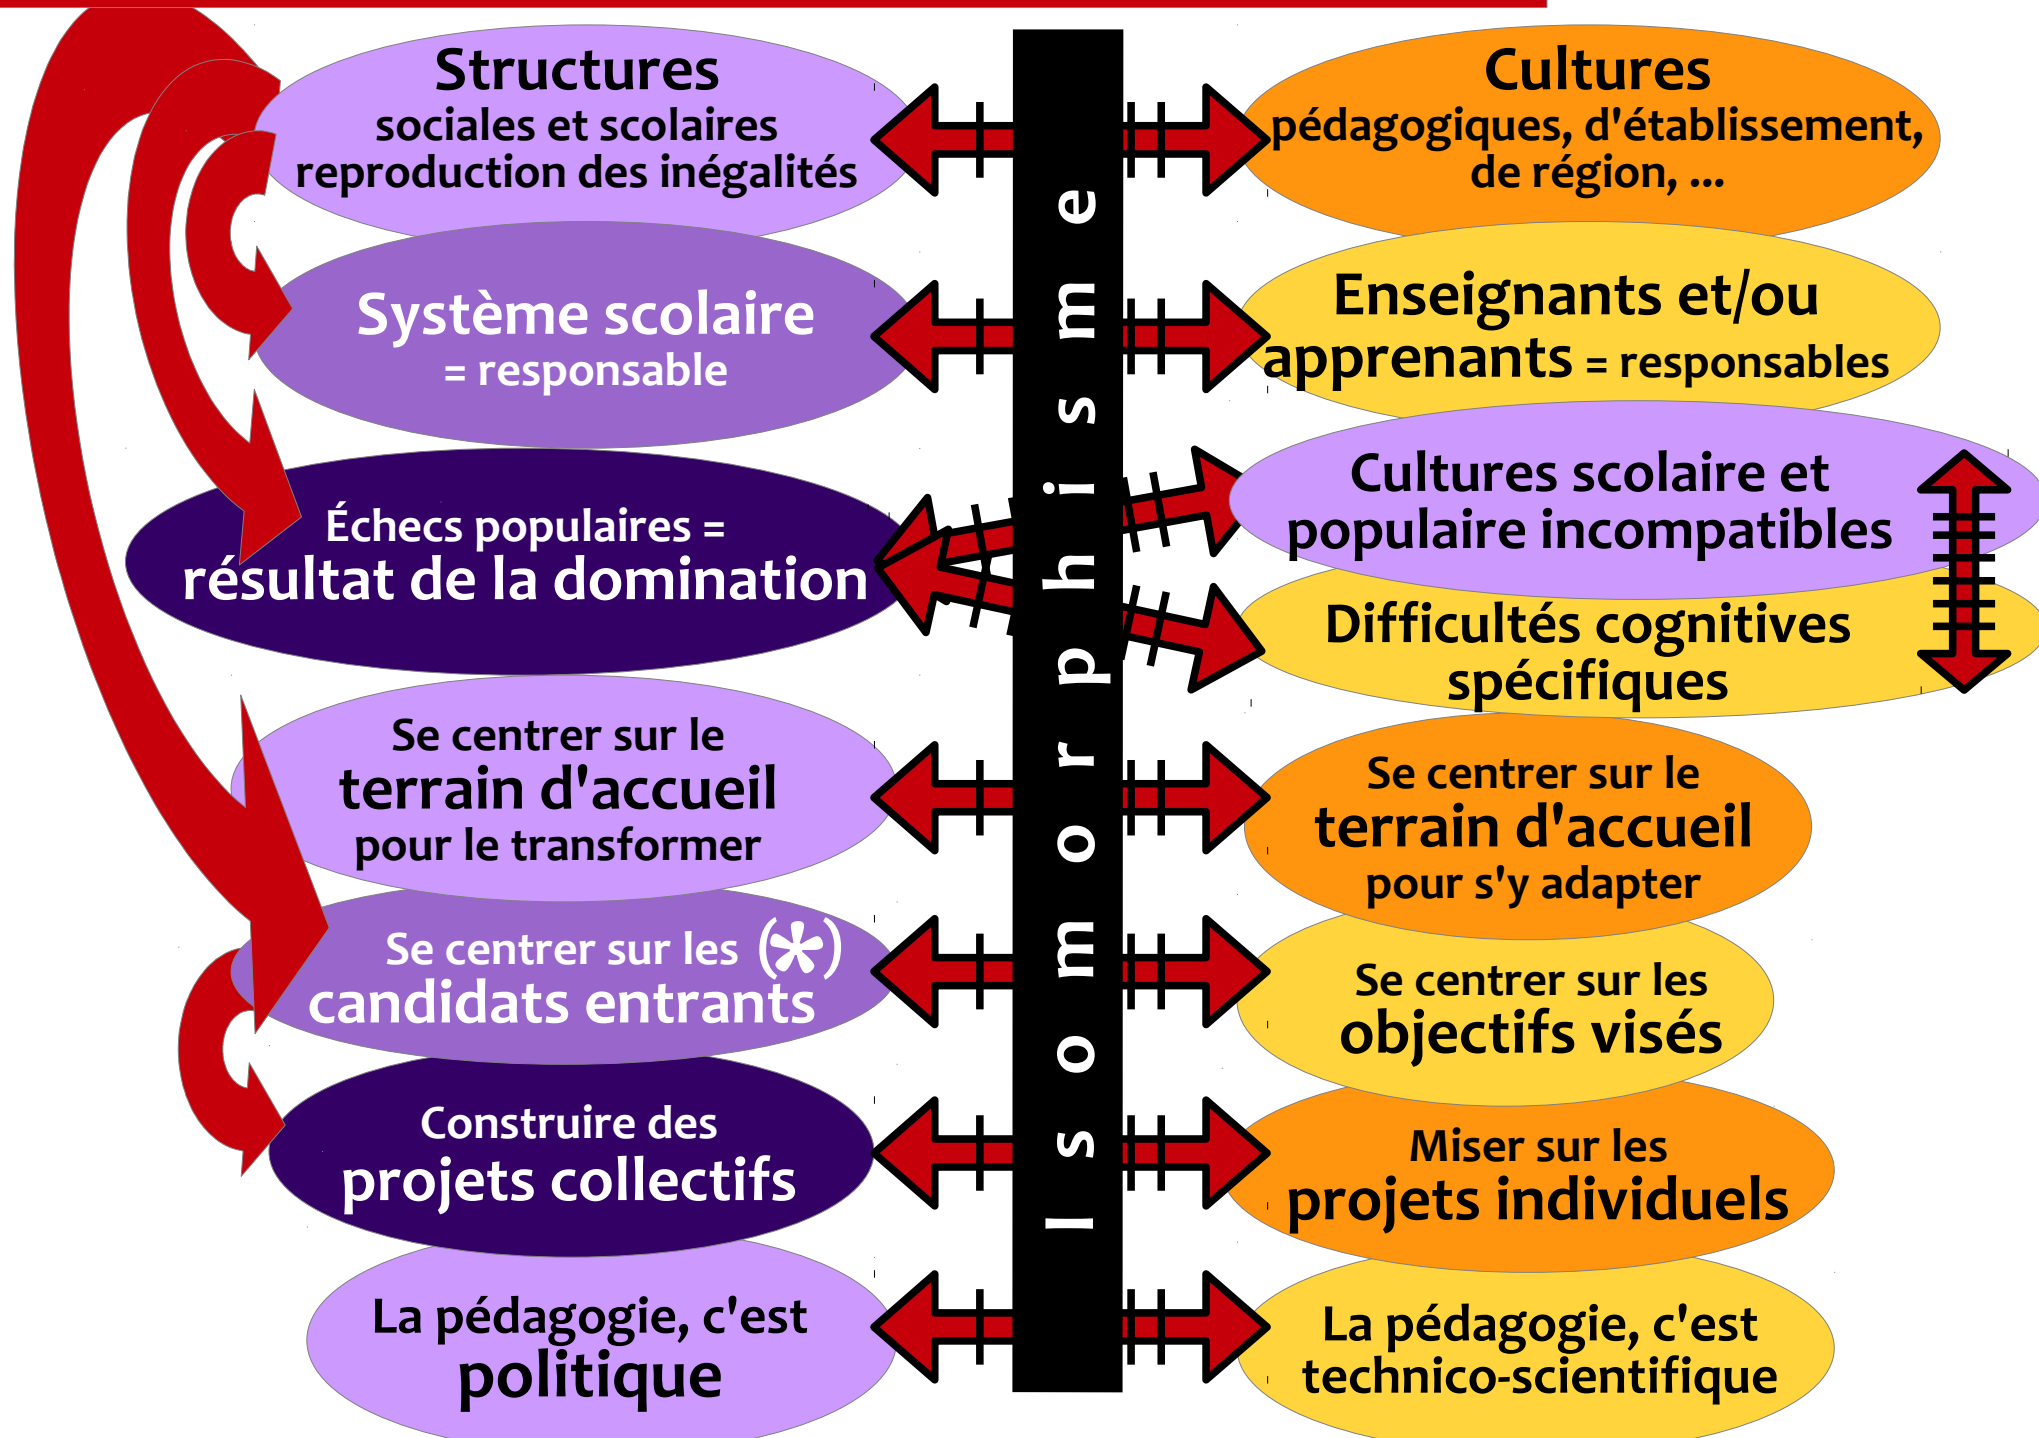 Structures
sociales et scolaires
reproduction des inégalités
Système scolaire
= responsable
Échecs populaires =
résultat de la domination
Se centrer sur le
terrain d'accueil
pour le transformer
Se centrer sur les (*)
candidats entrants
Construire des
projets collectifs
La pédagogie, c'est
politique
Isomorphisme
Cultures
pédagogiques, d'établissement,
de région, ...
Enseignants et/ou
apprenants = responsables
Cultures scolaire et
populaire incompatibles
Difficultés cognitives
spécifiques
Se centrer sur le
terrain d'accueil
pour s'y adapter
Se centrer sur les
objectifs visés
Miser sur les
projets individuels
La pédagogie, c'est
technico-scientifique